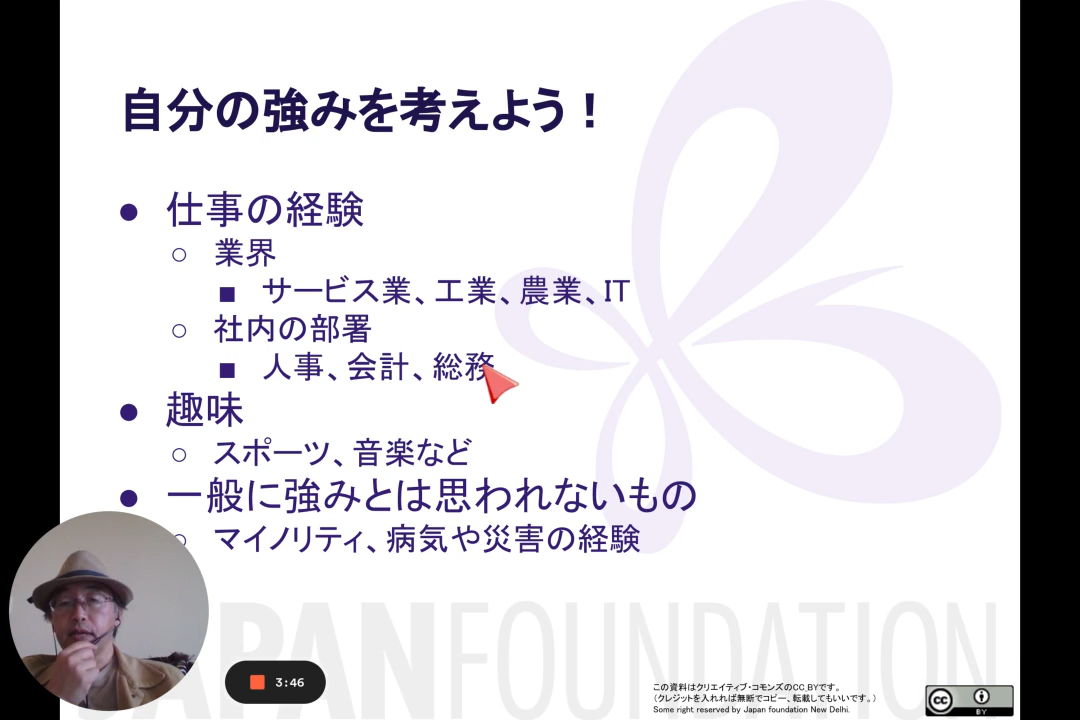 自分の強みを考えよう！
● 仕事の経験
○ 業界
■ サービス業、工業、農業、IT
○ 社内の部署
■ 人事、会計、総務
● 趣味
○ スポーツ、音楽など
● 一般に強みとは思われないもの
○ マイノリティ、病気や災害の経験
JAPAN FOUNDATION
3:46
この資料はクリエイティブ・コモンズのCC BYです。
（クレジットを入れれば無断でコピー、転載してもいいです。）
Some right reserved by Japan foundation New Delhi.
cc
BY